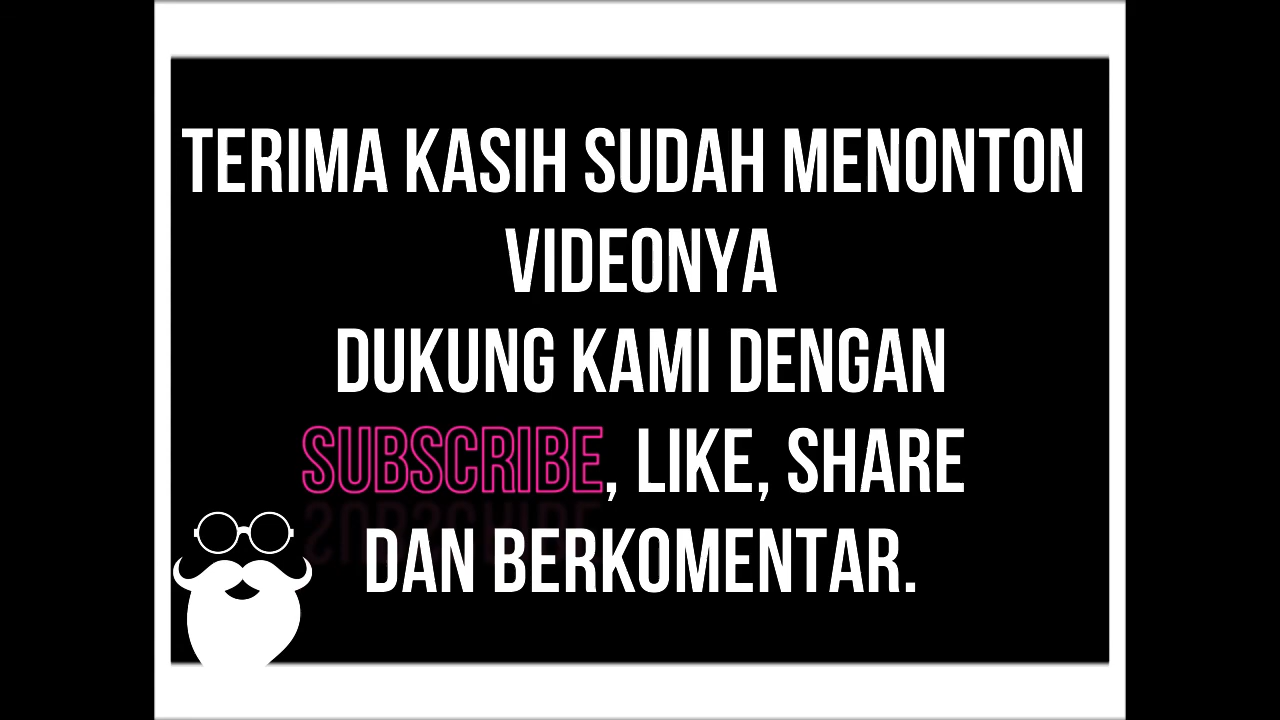 TERIMA KASIH SUDAH MENONTON
VIDEONYA
DUKUNG KAMI DENGAN
SUBSCRIBE, LIKE, SHARE
DAN BERKOMENTAR.